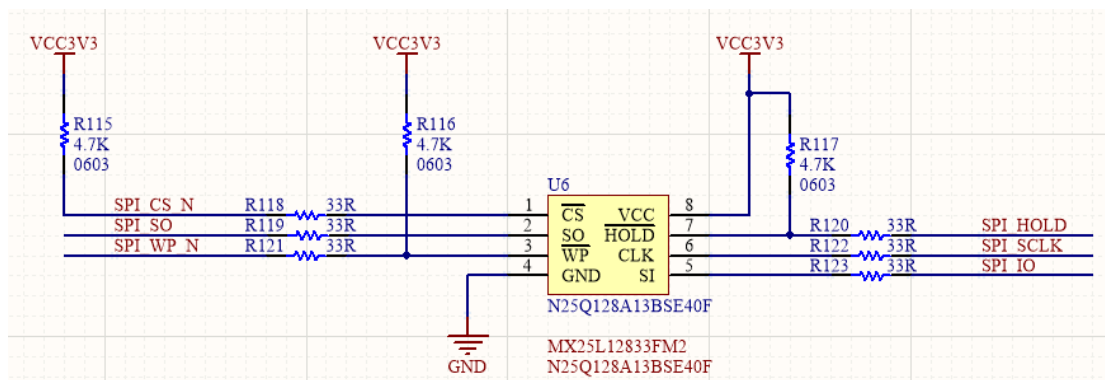 VCC3V3
VCC3V3
VCC3V3
R115
4.7K
0603
R116
4.7K
0603
R117
4.7K
0603
U6
SPI_CS_N R118 33R 1 CS VCC 8
SPI_SO R119 33R 2 SO HOLD 7 R120 33R SPI_HOLD
SPI_WP_N R121 33R 3 WP CLK 6 R122 33R SPI_SCLK
4 GND SI 5 R123 33R SPI_IO
N25Q128A13BSE40F
GND
MX25L12833FM2
N25Q128A13BSE40F